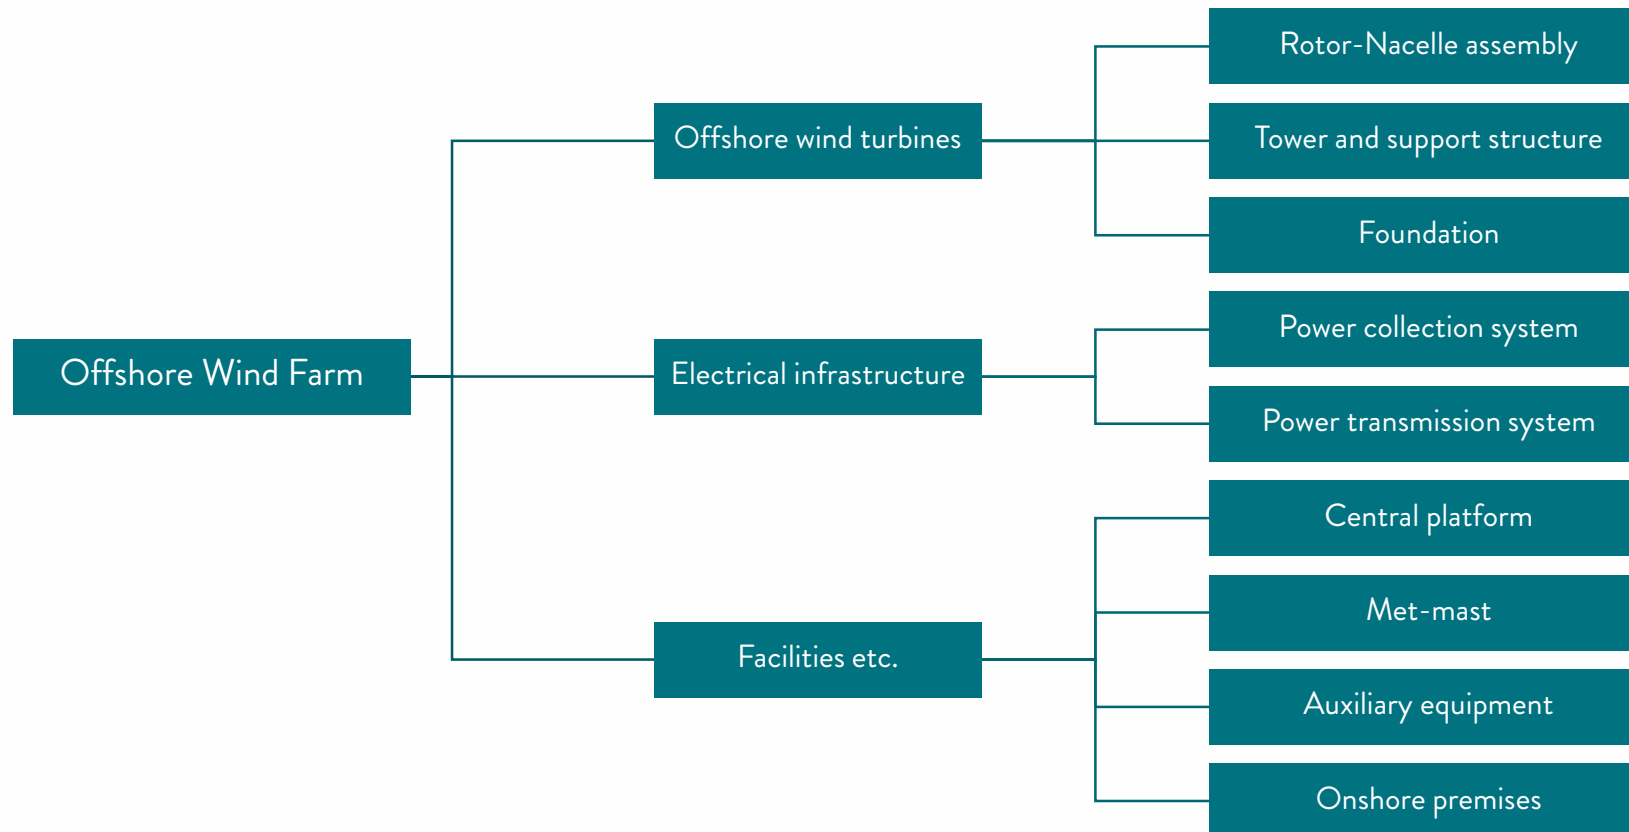 Offshore Wind Farm
Offshore wind turbines
Rotor-Nacelle assembly
Tower and support structure
Foundation
Electrical infrastructure
Power collection system
Power transmission system
Facilities etc.
Central platform
Met-mast
Auxiliary equipment
Onshore premises